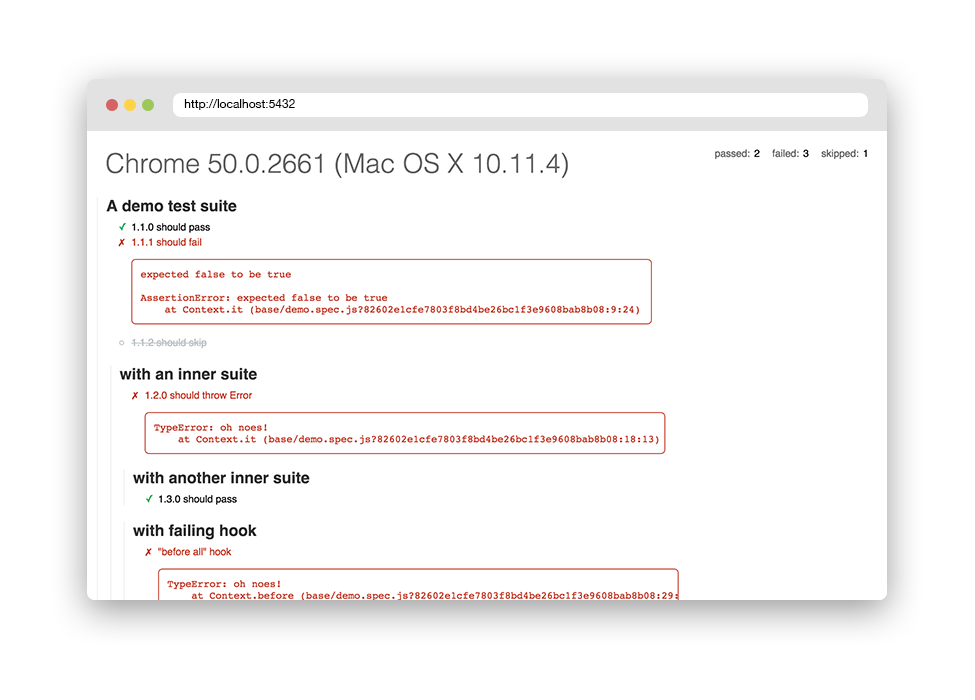 http://localhost:5432
Chrome 50.0.2661 (Mac OS X 10.11.4)
passed: 2 failed: 3 skipped: 1
A demo test suite
✓ 1.1.0 should pass
✗ 1.1.1 should fail
expected false to be true
AssertionError: expected false to be true
at Context.it (base/demo.spec.js?82602e1cfe7803f8bd4be26bc1f3e9608bab8b08:9:24)
1.1.2 should skip
with an inner suite
✗ 1.2.0 should throw Error
TypeError: oh noes!
at Context.it (base/demo.spec.js?82602e1cfe7803f8bd4be26bc1f3e9608bab8b08:18:13)
with another inner suite
✓ 1.3.0 should pass
with failing hook
✗ "before all" hook
TypeError: oh noes!
at Context.before (base/demo.spec.js?82602e1cfe7803f8bd4be26bc1f3e9608bab8b08:29: